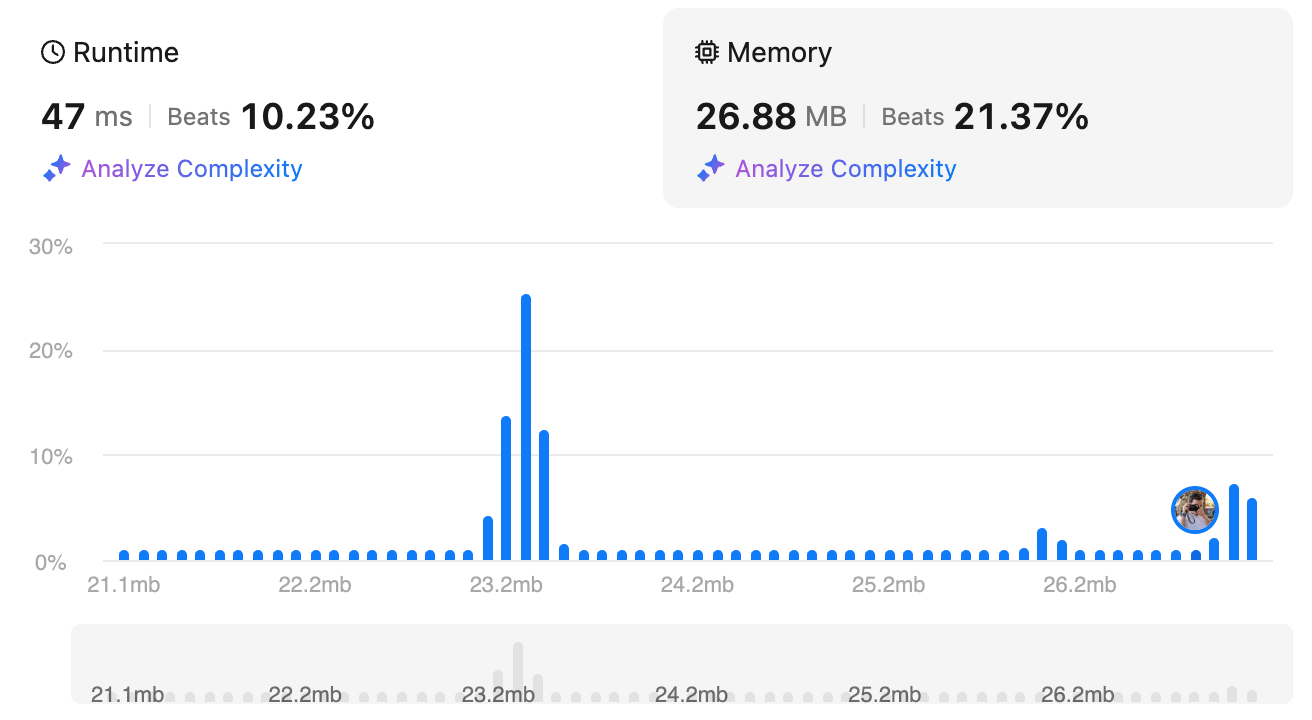 Runtime
Memory
47 ms | Beats 10.23%
26.88 MB | Beats 21.37%
Analyze Complexity
Analyze Complexity
30%
20%
10%
0%
21.1mb 22.2mb 23.2mb 24.2mb 25.2mb 26.2mb
21.1mb 22.2mb 23.2mb 24.2mb 25.2mb 26.2mb